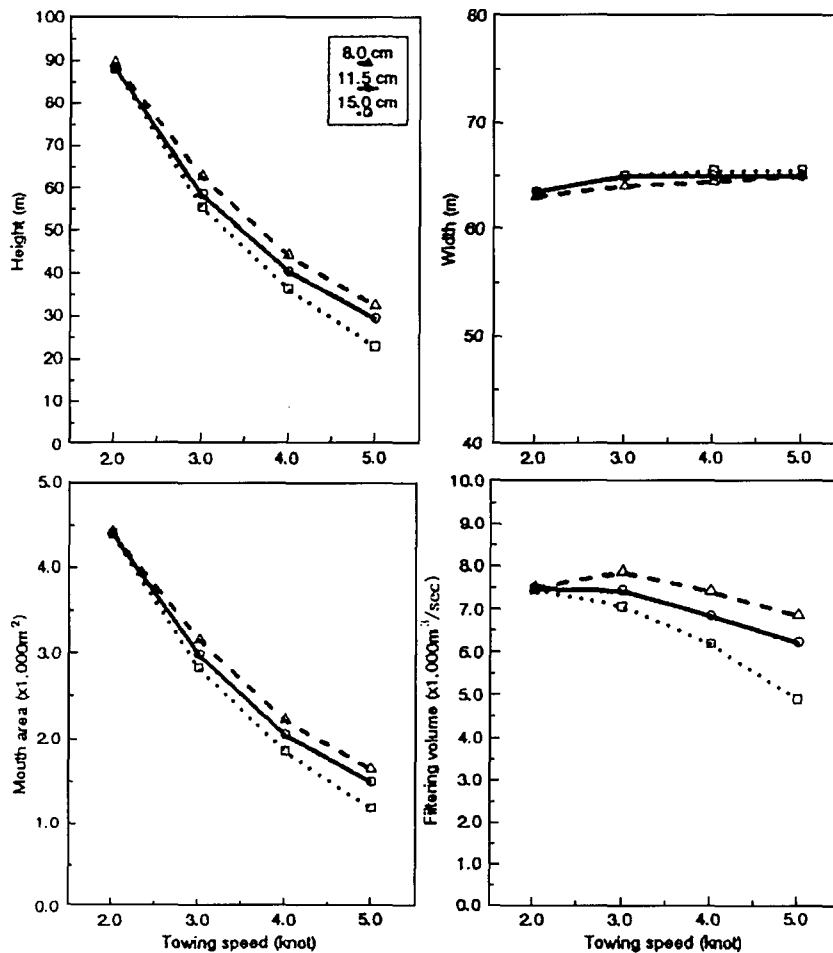 100
90
80
70
60
50
40
30
20
10
0
Height (m)
8.0 cm
11.5 cm
15.0 cm
2.0 3.0 4.0 5.0
80
70
60
50
40
Width (m)
2.0 3.0 4.0 5.0
5.0
4.0
3.0
2.0
1.0
0.0
Mouth area (x1,000m²)
2.0 3.0 4.0 5.0
Towing speed (knot)
10.0
9.0
8.0
7.0
6.0
5.0
4.0
3.0
2.0
1.0
0.0
Filtering volume (x1,000m³/sec)
2.0 3.0 4.0 5.0
Towing speed (knot)